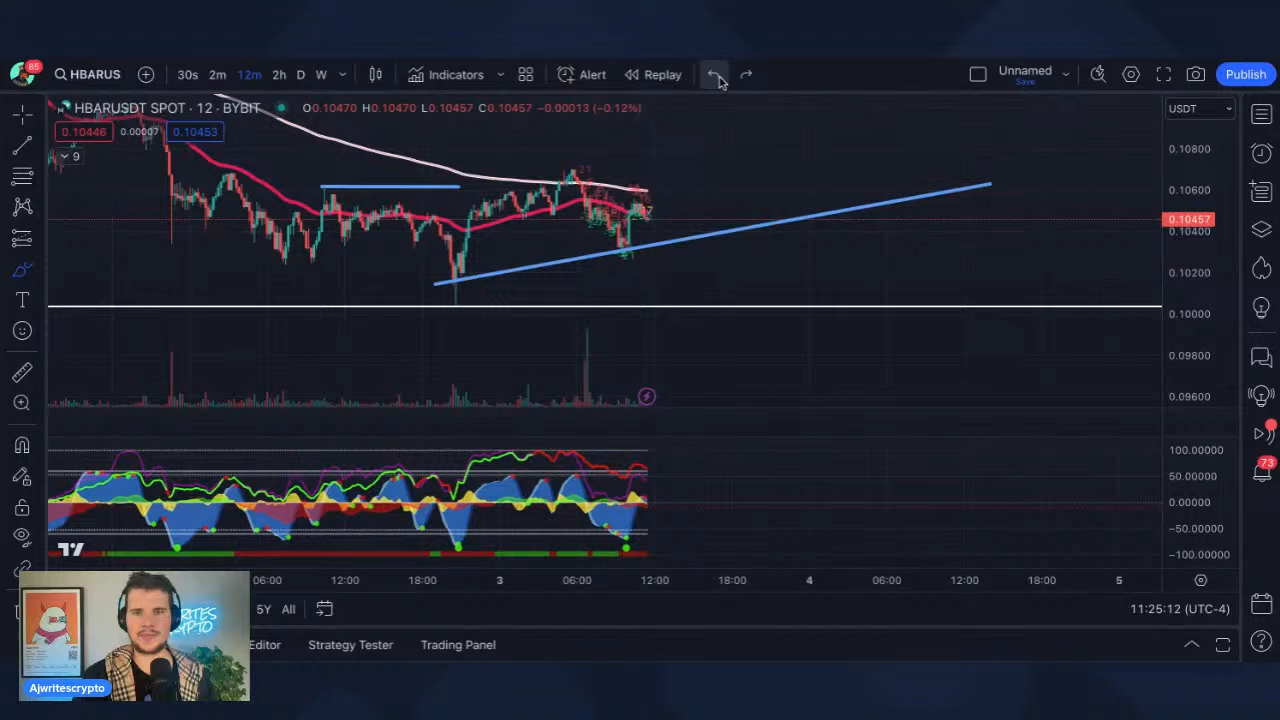 85
HBARUS
30s 2m 12m 2h D W
Indicators
Alert
Replay
Unnamed
Save
Publish
HBARUSDT SPOT · 12 · BYBIT
O0.10470 H0.10470 L0.10457 C0.10457 −0.00013 (−0.12%)
USDT
0.10446 0.00007 0.10453
9
0.10800
0.10600
0.10457
0.10400
0.10200
0.10000
0.09800
0.09600
100.00000
50.00000
0.00000
−50.00000
−100.00000
73
06:00 12:00 18:00 3 06:00 12:00 18:00 4 06:00 12:00 18:00 5
5Y All
11:25:12 (UTC-4)
Editor
Strategy Tester
Trading Panel
CRYPTO
Ajwritescrypto